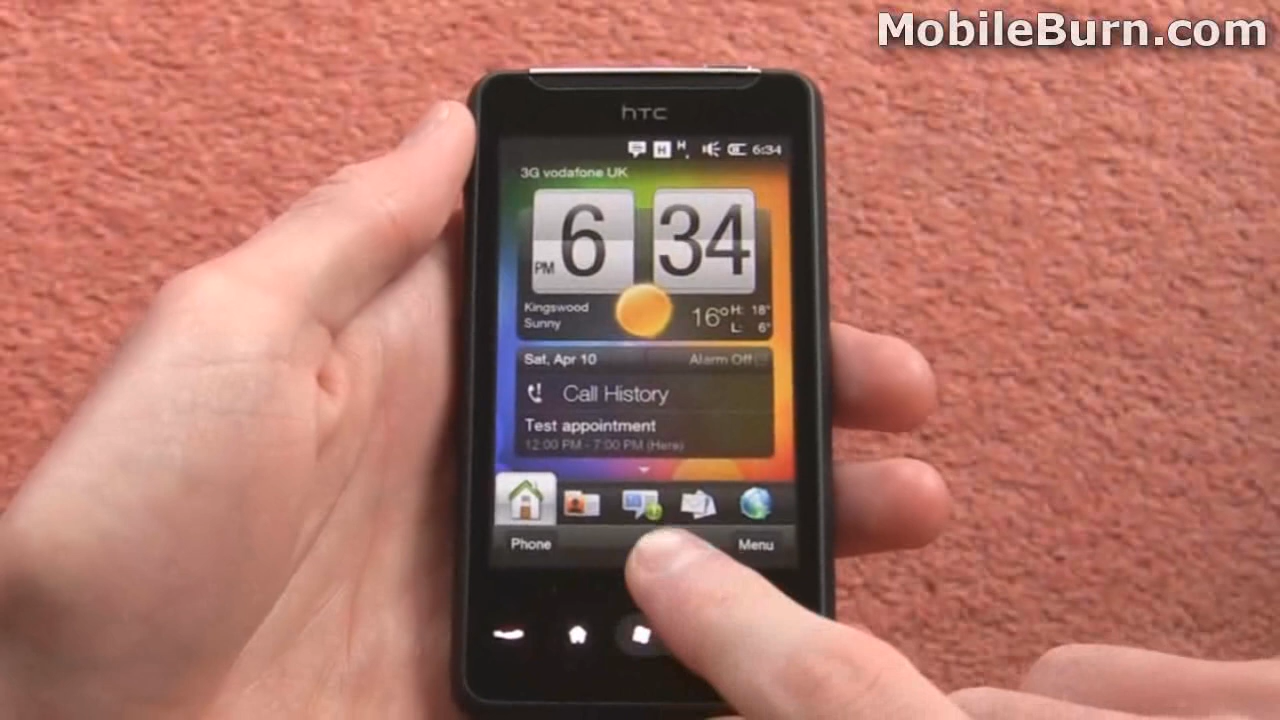 MobileBurn.com
hTC
H H 6:34
3G vodafone UK
PM 6 34
Kingswood
Sunny
16° H: 18°
L: 6°
Sat, Apr 10 Alarm Off
Call History
Test appointment
12:00 PM - 7:00 PM (Here)
Phone Menu